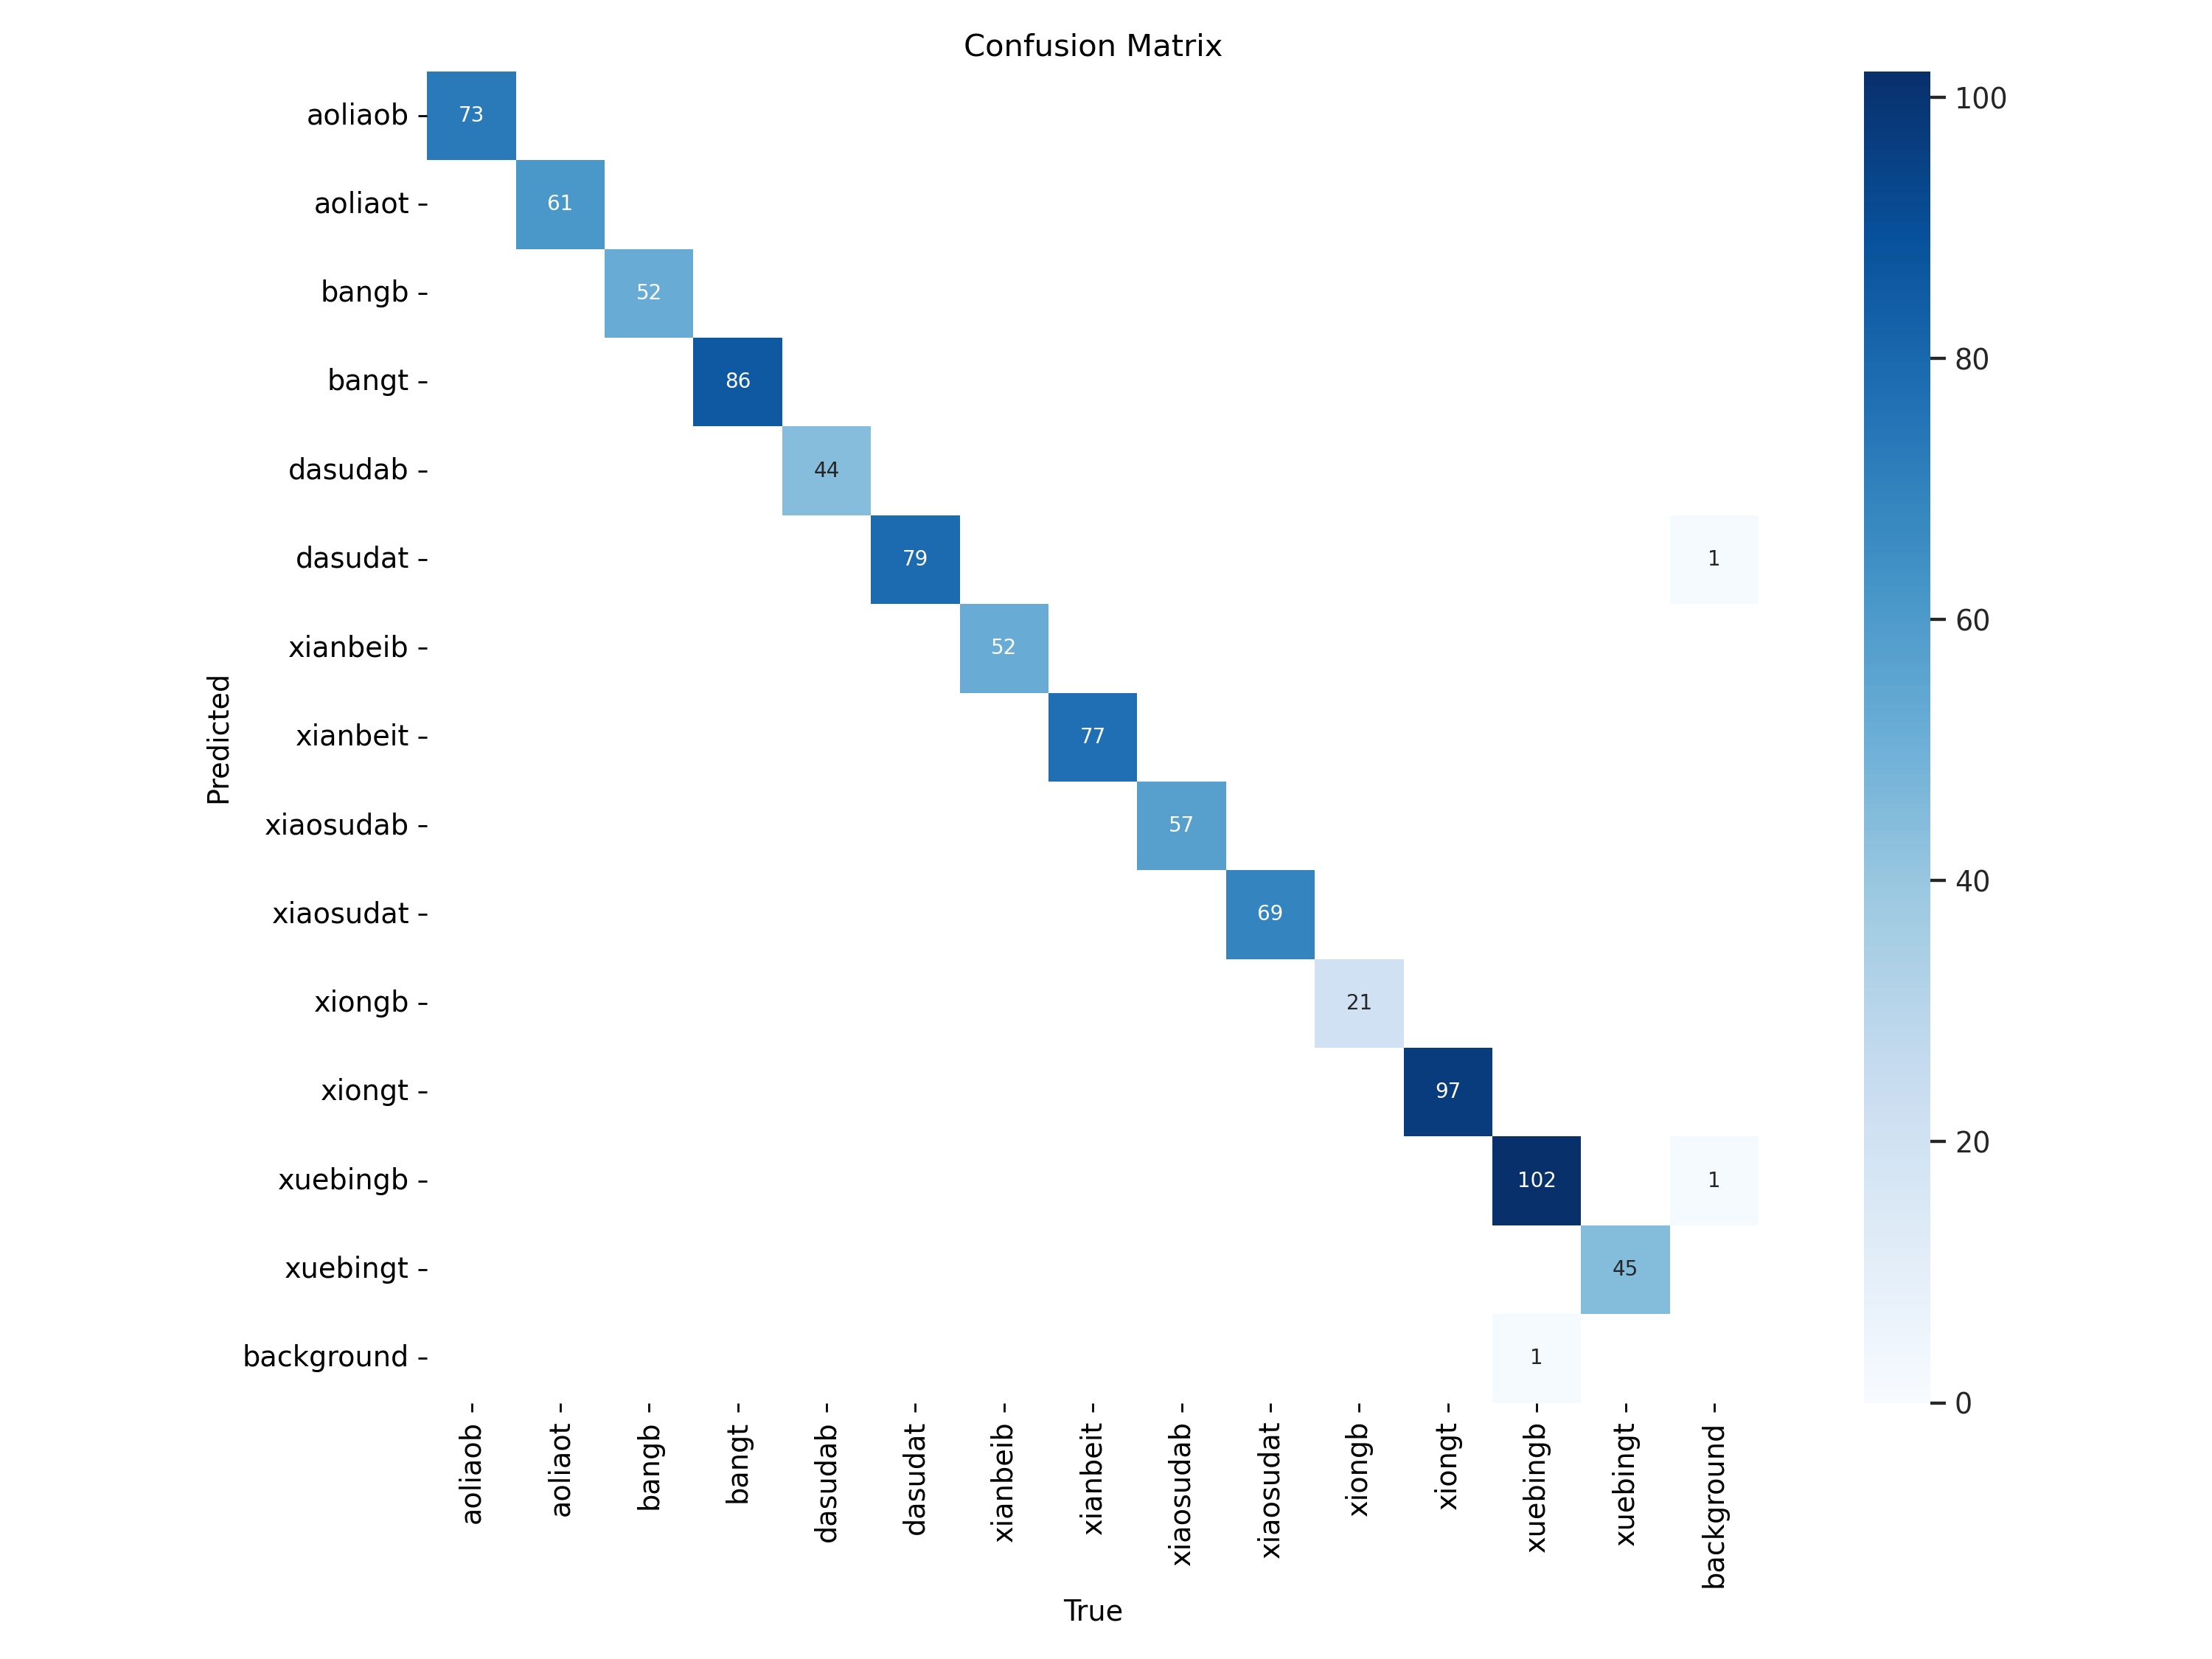 Confusion Matrix
aoliaob 73
aoliaot 61
bangb 52
bangt 86
dasudab 44
dasudat 79 1
xianbeib 52
xianbeit 77
xiaosudab 57
xiaosudat 69
xiongb 21
xiongt 97
xuebingb 102 1
xuebingt 45
background 1
Predicted
aoliaob aoliaot bangb bangt dasudab dasudat xianbeib xianbeit xiaosudab xiaosudat xiongb xiongt xuebingb xuebingt background
True
100
80
60
40
20
0